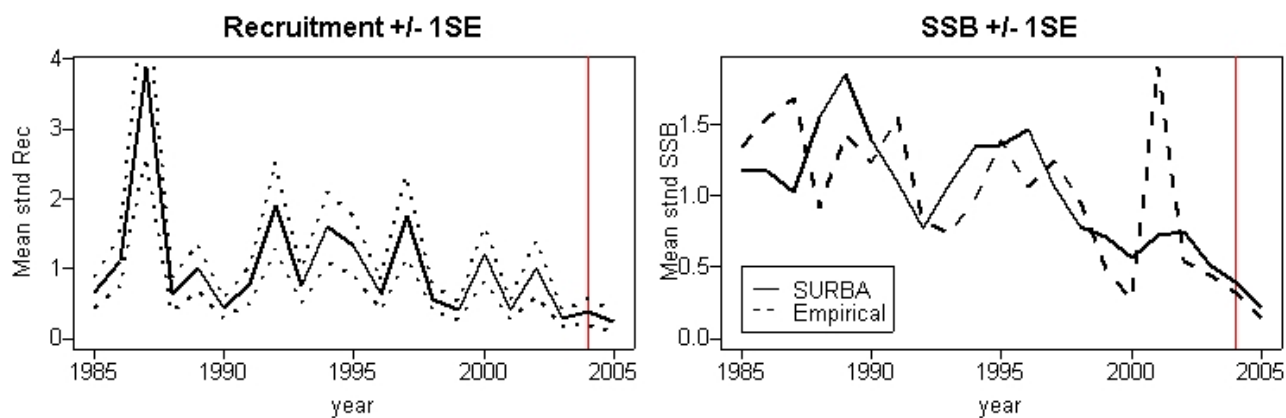 Recruitment +/- 1SE
Mean stnd Rec
4
3
2
1
0
1985 1990 1995 2000 2005
year
SSB +/- 1SE
Mean stnd SSB
1.5
1.0
0.5
0.0
SURBA
Empirical
1985 1990 1995 2000 2005
year